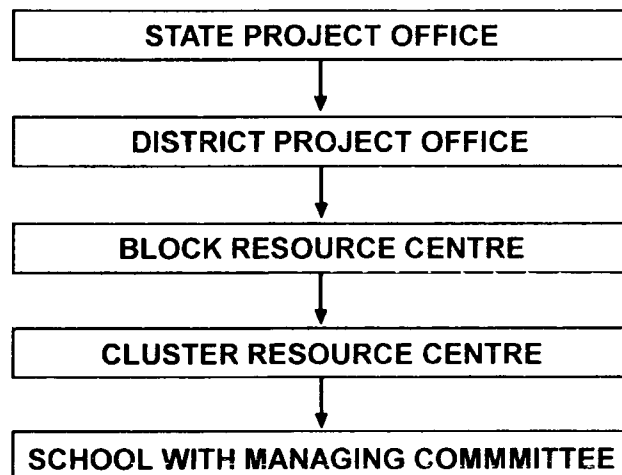 STATE PROJECT OFFICE
DISTRICT PROJECT OFFICE
BLOCK RESOURCE CENTRE
CLUSTER RESOURCE CENTRE
SCHOOL WITH MANAGING COMMMITTEE